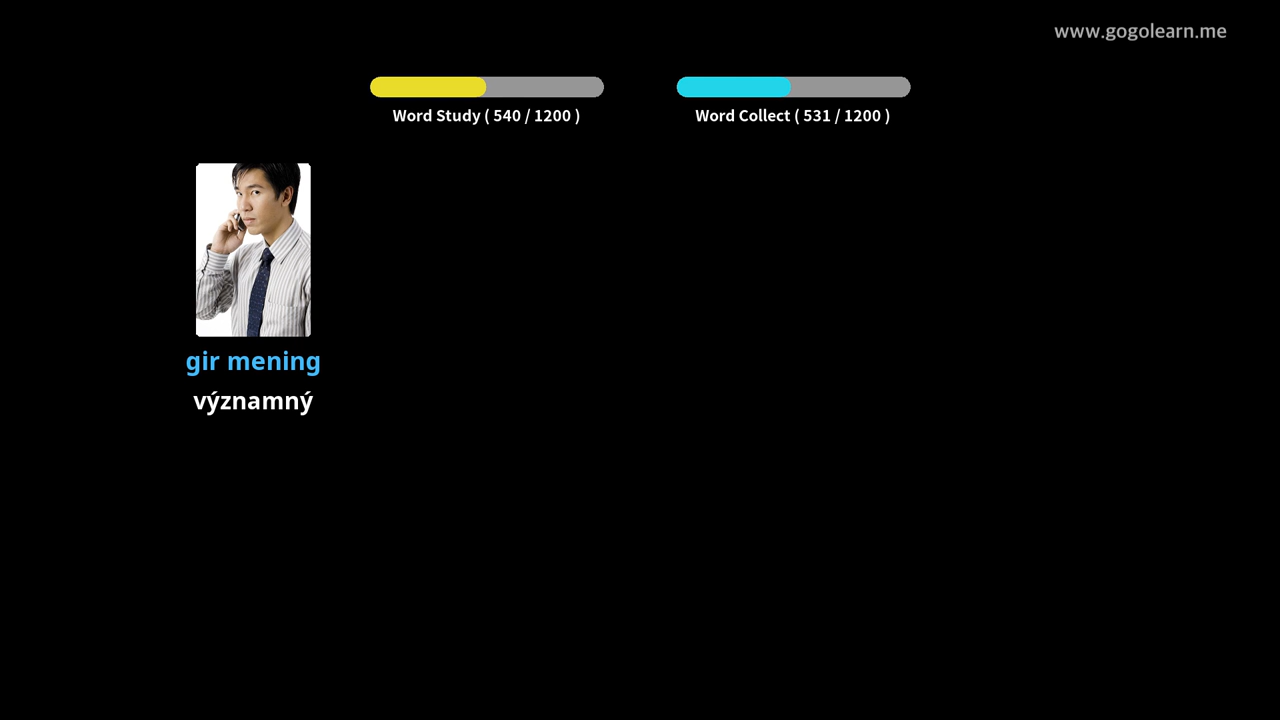 www.gogolearn.me
Word Study ( 540 / 1200 )
Word Collect ( 531 / 1200 )
gir mening
významný